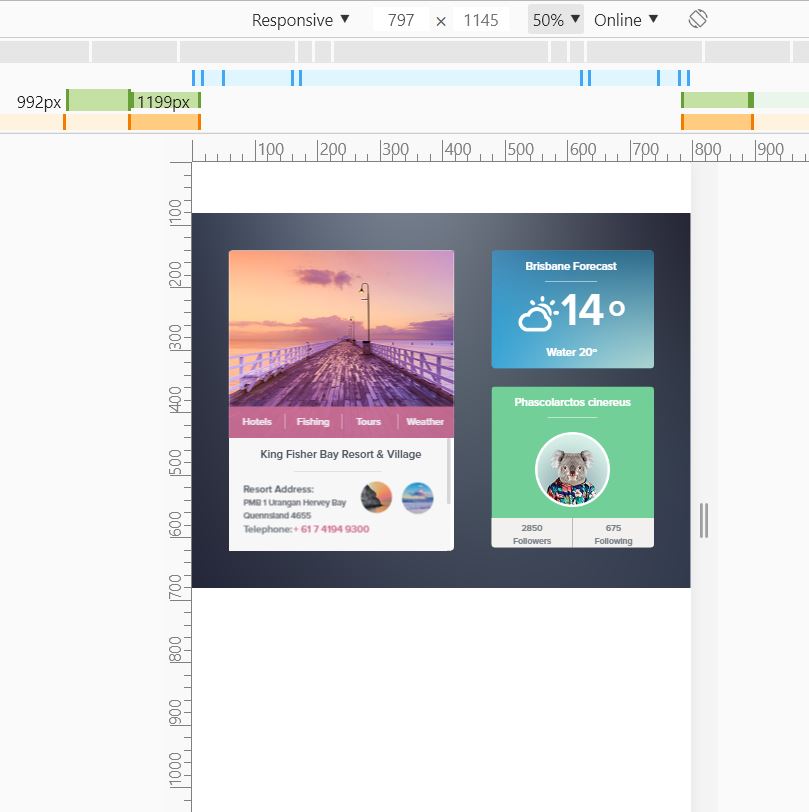 Responsive ▼ 797 × 1145 50% ▼ Online ▼
992px 1199px
100 200 300 400 500 600 700 800 900
100
200
300
400
500
600
700
800
900
1000
Hotels Fishing Tours Weather
King Fisher Bay Resort & Village
Resort Address:
PMB 1 Urangan Hervey Bay
Quennsland 4655
Telephone:+ 61 7 4194 9300
Brisbane Forecast
14°
Water 20°
Phascolarctos cinereus
2850 675
Followers Following